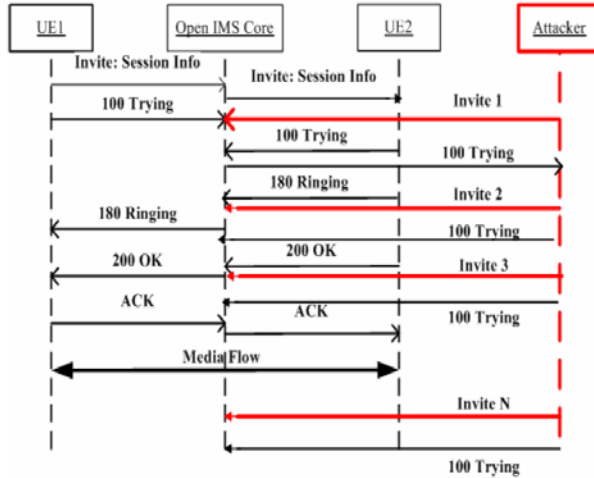 UE1
Open IMS Core
UE2
Attacker
Invite: Session Info
Invite: Session Info
100 Trying
Invite 1
100 Trying
100 Trying
180 Ringing
Invite 2
180 Ringing
100 Trying
200 OK
200 OK
Invite 3
ACK
ACK
100 Trying
Media Flow
Invite N
100 Trying